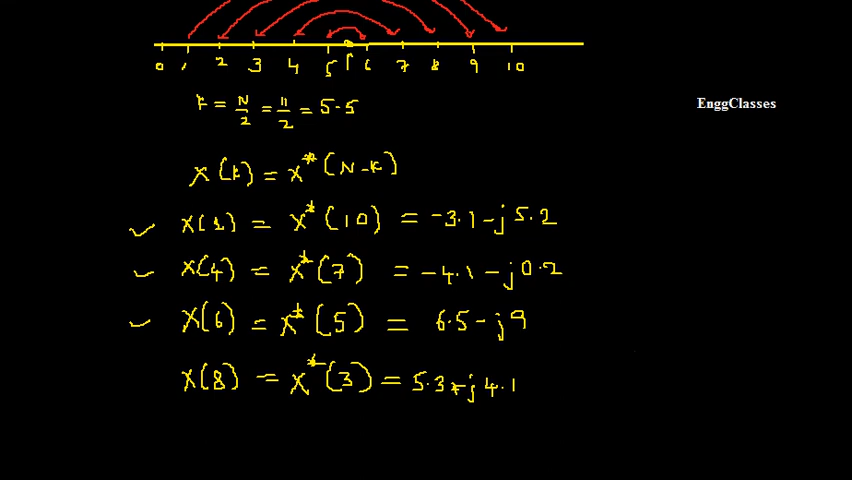 0 1 2 3 4 5 6 7 8 9 10
EnggClasses
k = N/2 = 11/2 = 5.5
X(k) = X*(N-k)
✓ X(1) = X*(10) = -3.1 - j5.2
✓ X(4) = X*(7) = -4.1 - j0.2
✓ X(6) = X*(5) = 6.5 - j9
X(8) = X*(3) = 5.3 - j4.1